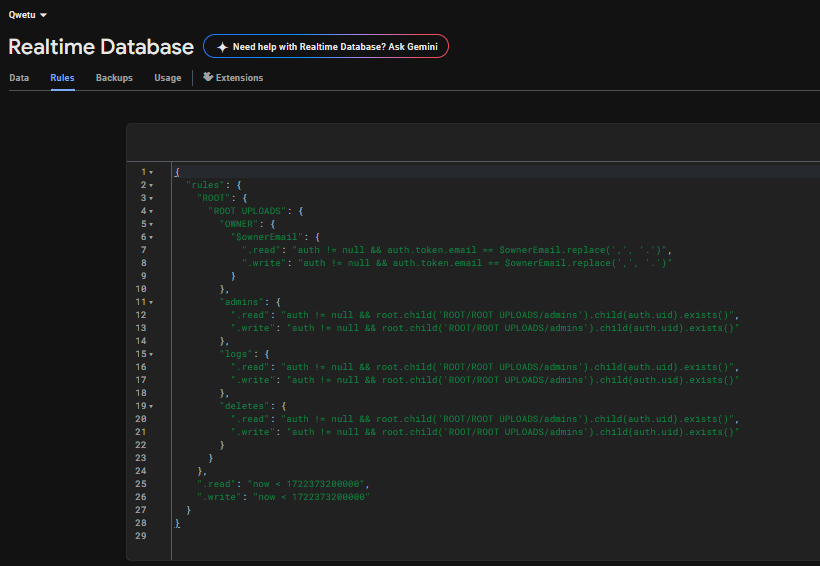 Qwetu
Realtime Database
Need help with Realtime Database? Ask Gemini
Data Rules Backups Usage Extensions
1 {
2 "rules": {
3 "ROOT": {
4 "ROOT UPLOADS": {
5 "OWNER": {
6 "$ownerEmail": {
7 ".read": "auth != null && auth.token.email == $ownerEmail.replace(',', '.')",
8 ".write": "auth != null && auth.token.email == $ownerEmail.replace(',', '.')"
9 }
10 },
11 "admins": {
12 ".read": "auth != null && root.child('ROOT/ROOT UPLOADS/admins').child(auth.uid).exists()",
13 ".write": "auth != null && root.child('ROOT/ROOT UPLOADS/admins').child(auth.uid).exists()"
14 },
15 "logs": {
16 ".read": "auth != null && root.child('ROOT/ROOT UPLOADS/admins').child(auth.uid).exists()",
17 ".write": "auth != null && root.child('ROOT/ROOT UPLOADS/admins').child(auth.uid).exists()"
18 },
19 "deletes": {
20 ".read": "auth != null && root.child('ROOT/ROOT UPLOADS/admins').child(auth.uid).exists()",
21 ".write": "auth != null && root.child('ROOT/ROOT UPLOADS/admins').child(auth.uid).exists()"
22 }
23 }
24 },
25 ".read": "now < 1722373200000",
26 ".write": "now < 1722373200000"
27 }
28 }
29